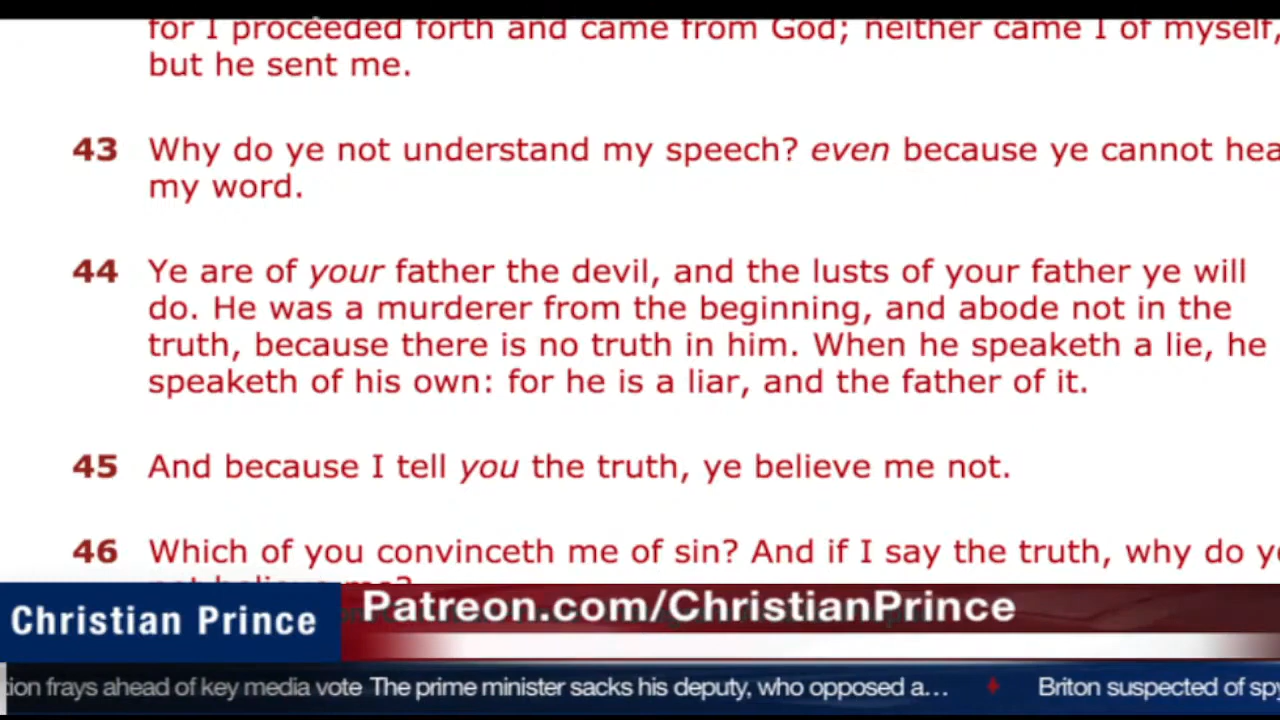 for I proceeded forth and came from God; neither came I of myself,
but he sent me.
43 Why do ye not understand my speech? even because ye cannot hea
my word.
44 Ye are of your father the devil, and the lusts of your father ye will
do. He was a murderer from the beginning, and abode not in the
truth, because there is no truth in him. When he speaketh a lie, he
speaketh of his own: for he is a liar, and the father of it.
45 And because I tell you the truth, ye believe me not.
46 Which of you convinceth me of sin? And if I say the truth, why do y
not believe me?
Christian Prince
Patreon.com/ChristianPrince
tion frays ahead of key media vote The prime minister sacks his deputy, who opposed a... Briton suspected of spy